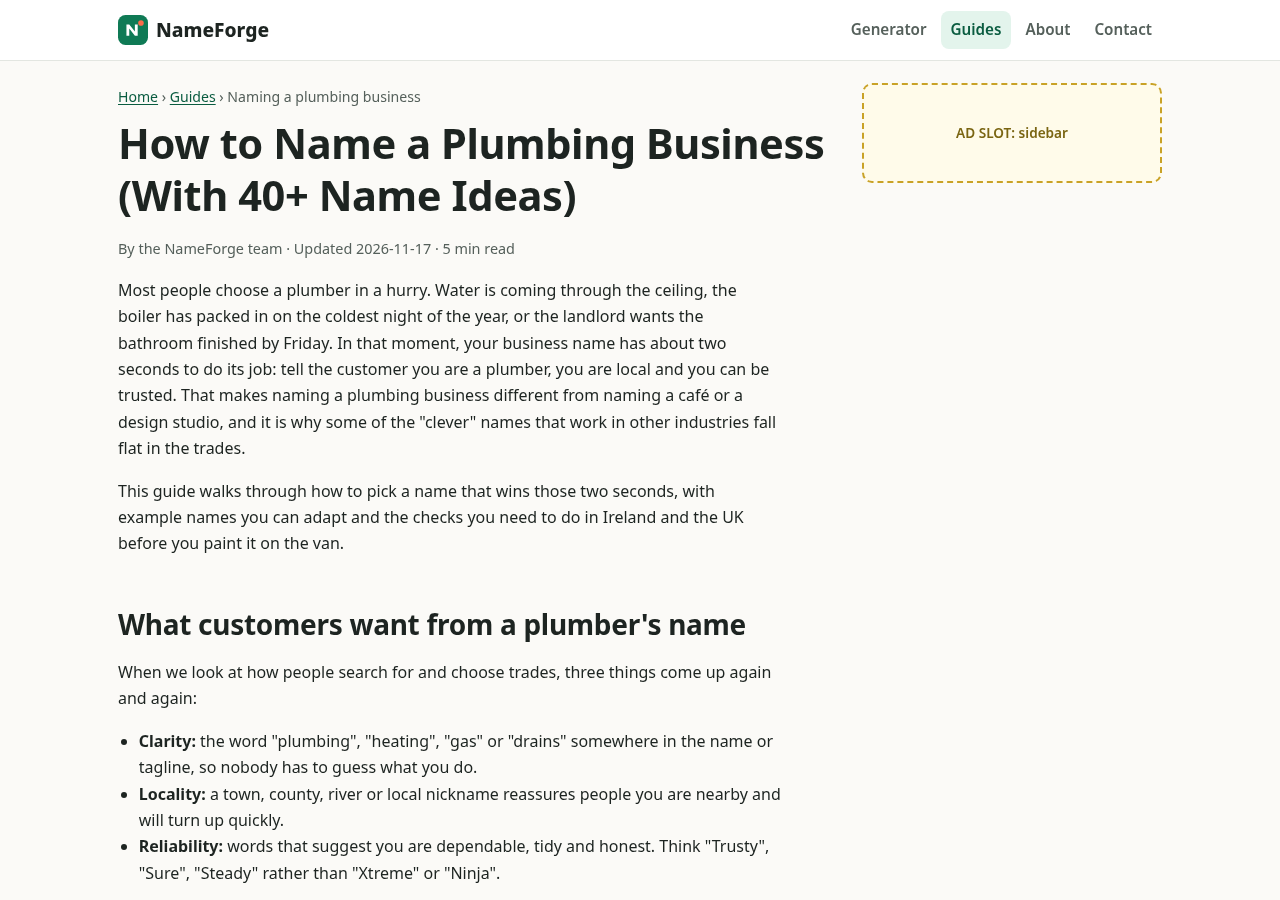 NameForge
Generator
Guides
About
Contact
Home › Guides › Naming a plumbing business
How to Name a Plumbing Business
(With 40+ Name Ideas)
By the NameForge team · Updated 2026-11-17 · 5 min read
Most people choose a plumber in a hurry. Water is coming through the ceiling, the
boiler has packed in on the coldest night of the year, or the landlord wants the
bathroom finished by Friday. In that moment, your business name has about two
seconds to do its job: tell the customer you are a plumber, you are local and you can be
trusted. That makes naming a plumbing business different from naming a café or a
design studio, and it is why some of the "clever" names that work in other industries fall
flat in the trades.
This guide walks through how to pick a name that wins those two seconds, with
example names you can adapt and the checks you need to do in Ireland and the UK
before you paint it on the van.
What customers want from a plumber's name
When we look at how people search for and choose trades, three things come up again
and again:
• Clarity: the word "plumbing", "heating", "gas" or "drains" somewhere in the name or
tagline, so nobody has to guess what you do.
• Locality: a town, county, river or local nickname reassures people you are nearby and
will turn up quickly.
• Reliability: words that suggest you are dependable, tidy and honest. Think "Trusty",
"Sure", "Steady" rather than "Xtreme" or "Ninja".
AD SLOT: sidebar